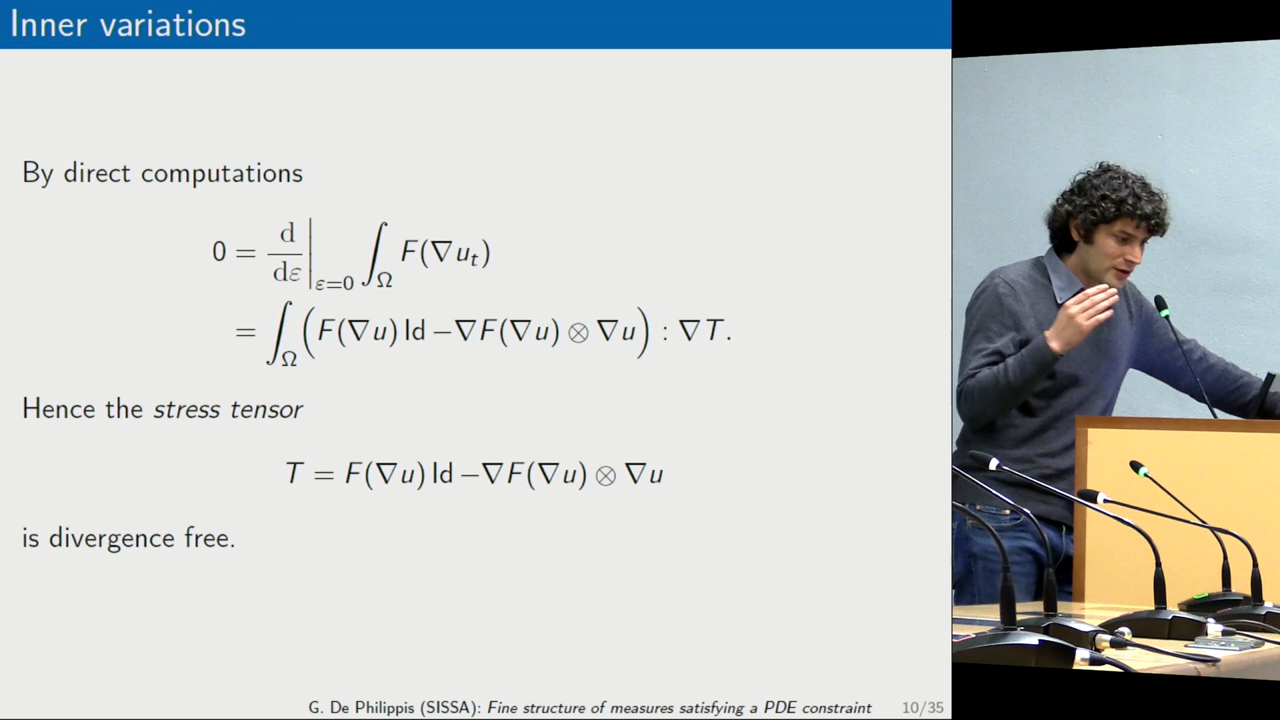 Inner variations
By direct computations
0 = d/dε |ε=0 ∫Ω F(∇uₜ)
= ∫Ω (F(∇u) Id −∇F(∇u) ⊗ ∇u) : ∇T.
Hence the stress tensor
T = F(∇u) Id −∇F(∇u) ⊗ ∇u
is divergence free.
G. De Philippis (SISSA): Fine structure of measures satisfying a PDE constraint 10/35